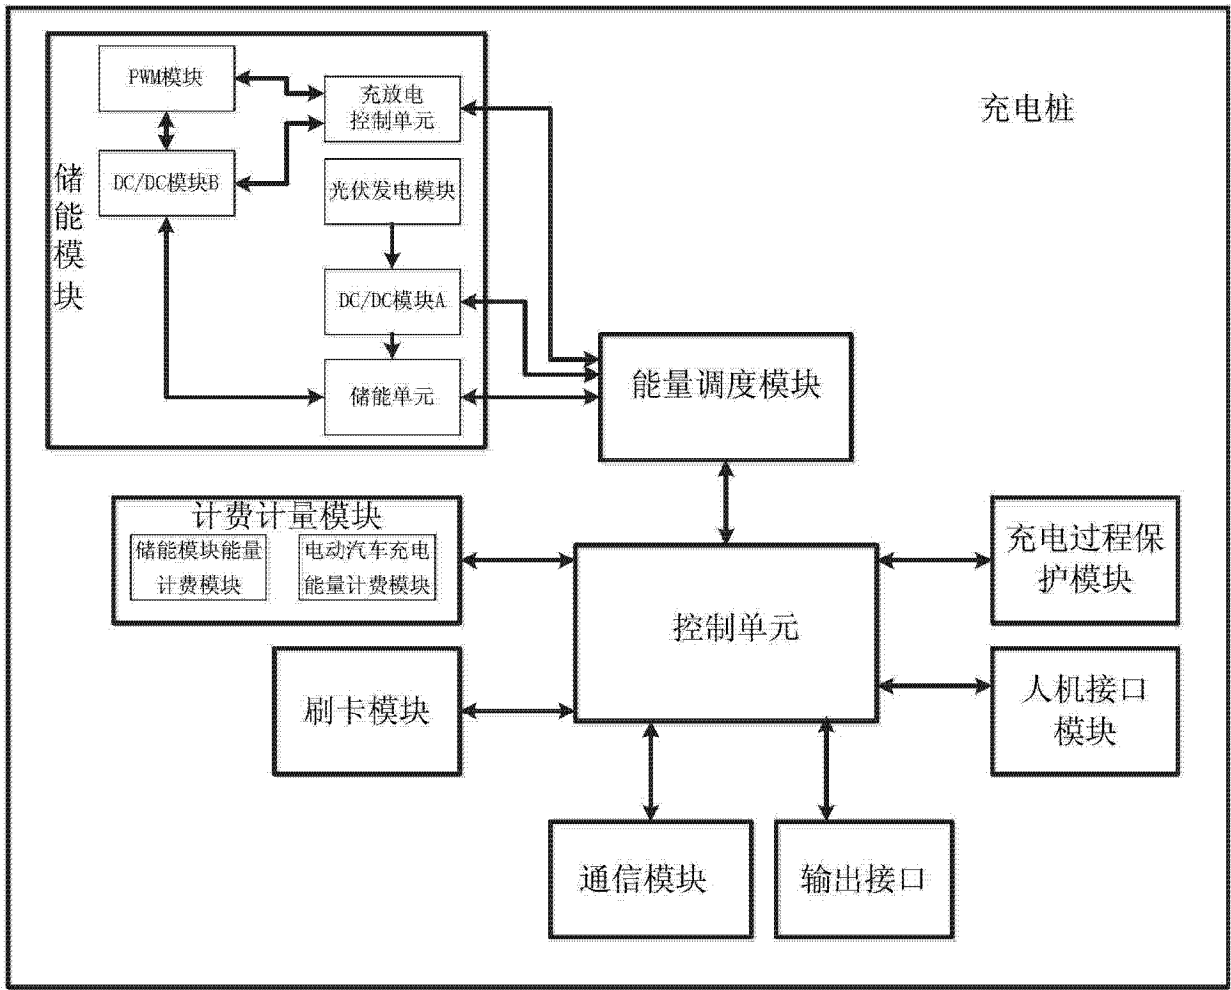 充电桩
储能模块
PWM模块
充放电
控制单元
DC/DC模块B
光伏发电模块
DC/DC模块A
储能单元
能量调度模块
计费计量模块
储能模块能量
计费模块
电动汽车充电
能量计费模块
控制单元
充电过程保
护模块
刷卡模块
人机接口
模块
通信模块
输出接口